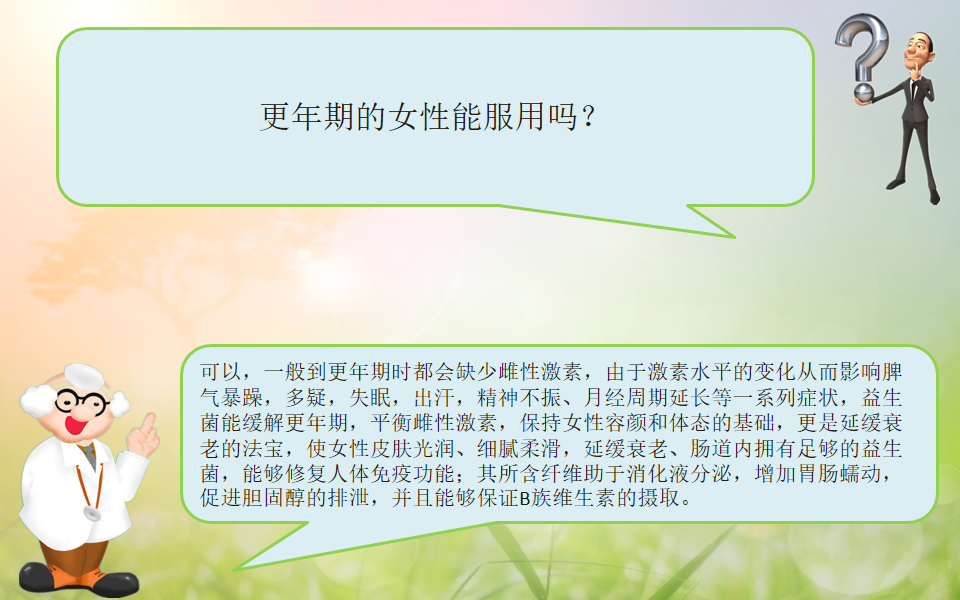 更年期的女性能服用吗？
可以，一般到更年期时都会缺少雌性激素，由于激素水平的变化从而影响脾
气暴躁，多疑，失眠，出汗，精神不振、月经周期延长等一系列症状，益生
菌能缓解更年期，平衡雌性激素，保持女性容颜和体态的基础，更是延缓衰
老的法宝，使女性皮肤光润、细腻柔滑，延缓衰老、肠道内拥有足够的益生
菌，能够修复人体免疫功能；其所含纤维助于消化液分泌，增加胃肠蠕动，
促进胆固醇的排泄，并且能够保证B族维生素的摄取。